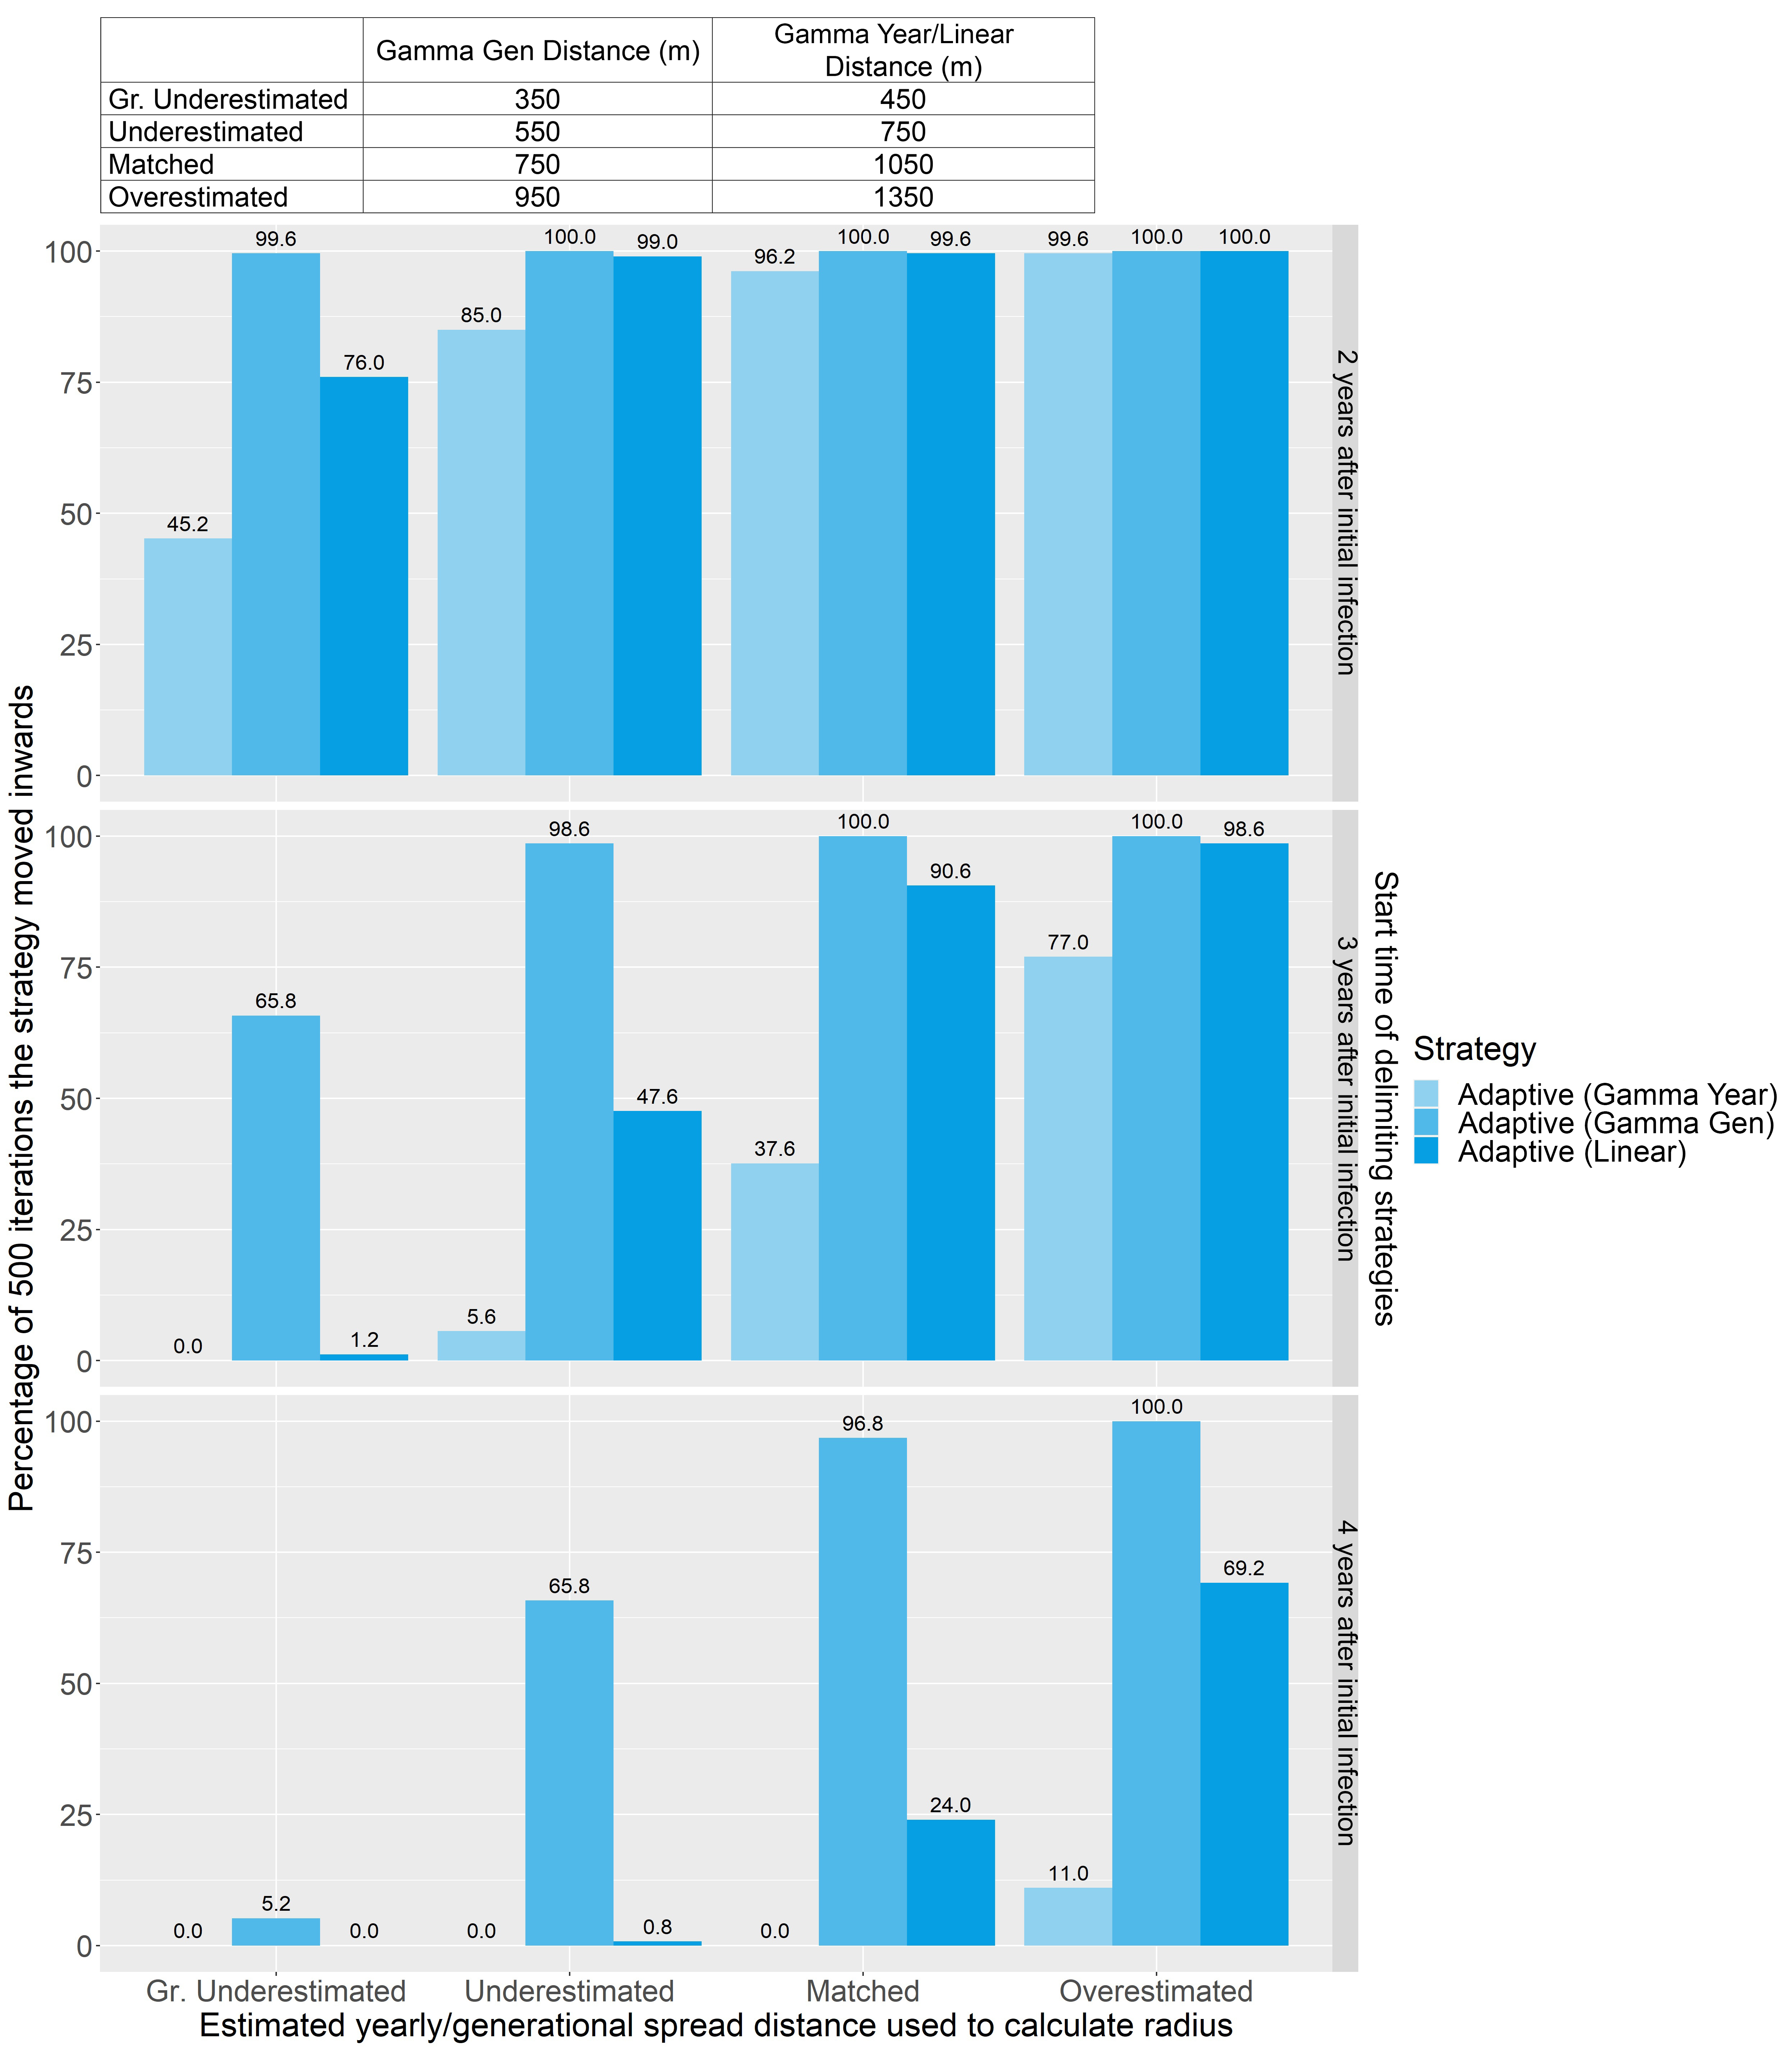 Gamma Gen Distance (m)
Gamma Year/Linear
Distance (m)
Gr. Underestimated 350 450
Underestimated 550 750
Matched 750 1050
Overestimated 950 1350
Percentage of 500 iterations the strategy moved inwards
100
75
50
25
0
45.2
99.6
76.0
85.0
100.0
99.0
96.2
100.0
99.6
99.6
100.0
100.0
2 years after initial infection
100
75
50
25
0
0.0
65.8
1.2
5.6
98.6
47.6
37.6
100.0
90.6
77.0
100.0
98.6
3 years after initial infection
100
75
50
25
0
0.0
5.2
0.0
0.0
65.8
0.8
0.0
96.8
24.0
11.0
100.0
69.2
4 years after initial infection
Start time of delimiting strategies
Gr. Underestimated
Underestimated
Matched
Overestimated
Estimated yearly/generational spread distance used to calculate radius
Strategy
Adaptive (Gamma Year)
Adaptive (Gamma Gen)
Adaptive (Linear)